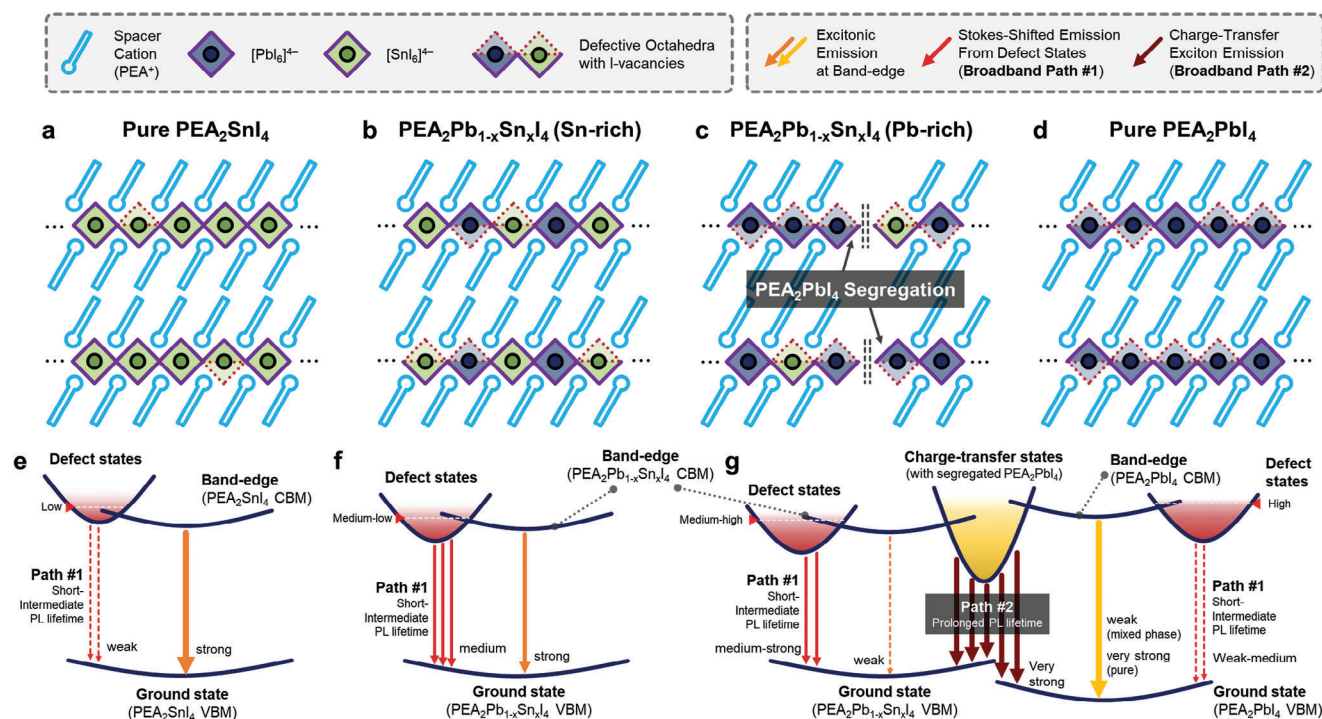 Spacer
Cation
(PEA⁺)
[PbI₆]⁴⁻
[SnI₆]⁴⁻
Defective Octahedra
with I-vacancies
Excitonic
Emission
at Band-edge
Stokes-Shifted Emission
From Defect States
(Broadband Path #1)
Charge-Transfer
Exciton Emission
(Broadband Path #2)
a Pure PEA₂SnI₄
b PEA₂Pb₁₋ₓSnₓI₄ (Sn-rich)
c PEA₂Pb₁₋ₓSnₓI₄ (Pb-rich)
d Pure PEA₂PbI₄
... ... ... ... ... ... ... ...
PEA₂PbI₄ Segregation
... ... ... ... ... ... ... ...
e
Defect states
Band-edge
(PEA₂SnI₄ CBM)
Low
Path #1
Short-
Intermediate
PL lifetime
weak
strong
Ground state
(PEA₂SnI₄ VBM)
f
Defect states
Band-edge
(PEA₂Pb₁₋ₓSnₓI₄ CBM)
Medium-low
Path #1
Short-
Intermediate
PL lifetime
medium
strong
Ground state
(PEA₂Pb₁₋ₓSnₓI₄ VBM)
g
Defect states
Charge-transfer states
(with segregated PEA₂PbI₄)
Band-edge
(PEA₂PbI₄ CBM)
Defect
states
Medium-high
High
Path #1
Short-
Intermediate
PL lifetime
medium-strong
weak
Path #2
Prolonged PL lifetime
Very
strong
weak
(mixed phase)
very strong
(pure)
Path #1
Short-
Intermediate
PL lifetime
Weak-medium
Ground state
(PEA₂Pb₁₋ₓSnₓI₄ VBM)
Ground state
(PEA₂PbI₄ VBM)